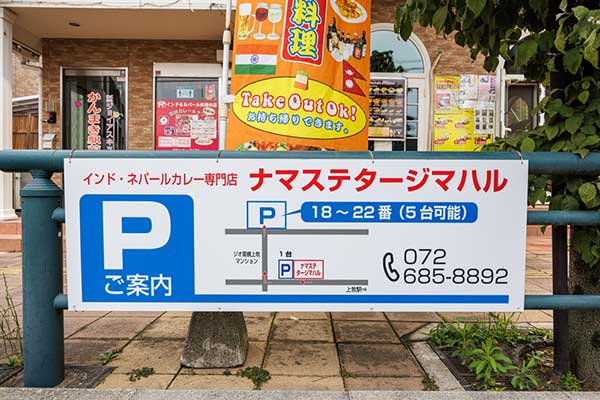 料理
Take Out Ok!
お持ち帰りできます。
かんまき駅前
インド・ネパールカレー専門店 ナマステタージマハル
P
ご案内
P 18～22番（5台可能）
ジオ高槻上牧
マンション
1台
P ナマステ
タージマハル
上牧駅⇨
072
685-8892